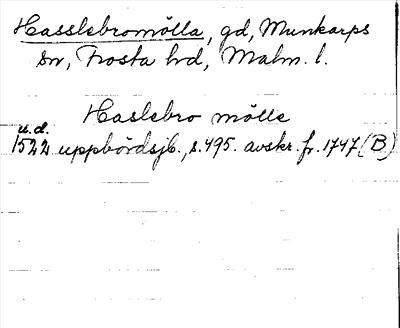 Hasslebromölla, gd, Munkarps
sn, Frosta hd, Malm. l.
Haslebro mölle
u.d.
1522 uppbördsjb., s. 495. avskr. fr. 1747 (B)